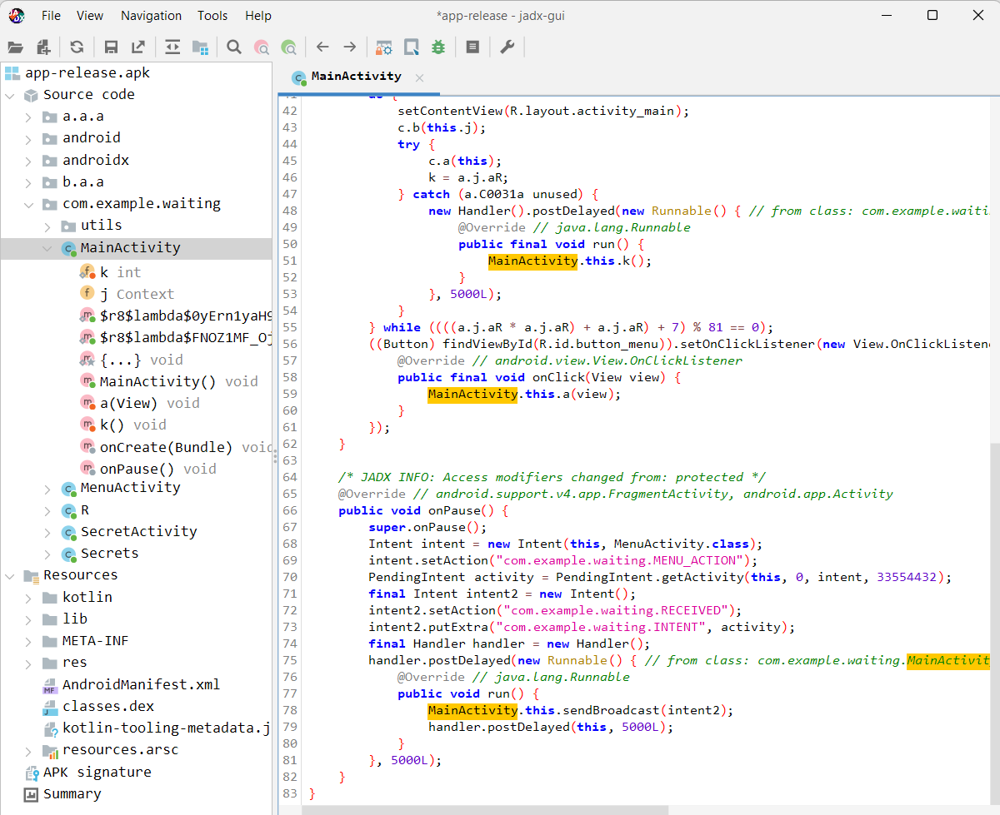 File View Navigation Tools Help
*app-release - jadx-gui
app-release.apk
Source code
a.a.a
android
androidx
b.a.a
com.example.waiting
utils
MainActivity
k int
j Context
$r8$lambda$0yErn1yaH9
$r8$lambda$FNOZ1MF_Oj
{...} void
MainActivity() void
a(View) void
k() void
onCreate(Bundle) void
onPause() void
MenuActivity
R
SecretActivity
Secrets
Resources
kotlin
lib
META-INF
res
AndroidManifest.xml
classes.dex
kotlin-tooling-metadata.j
resources.arsc
APK signature
Summary
MainActivity
41 do {
42 setContentView(R.layout.activity_main);
43 c.b(this.j);
44 try {
45 c.a(this);
46 k = a.j.aR;
47 } catch (a.C0031a unused) {
48 new Handler().postDelayed(new Runnable() { // from class: com.example.waiti
49 @Override // java.lang.Runnable
50 public final void run() {
51 MainActivity.this.k();
52 }
53 }, 5000L);
54 }
55 } while ((((a.j.aR * a.j.aR) + a.j.aR) + 7) % 81 == 0);
56 ((Button) findViewById(R.id.button_menu)).setOnClickListener(new View.OnClickListene
57 @Override // android.view.View.OnClickListener
58 public final void onClick(View view) {
59 MainActivity.this.a(view);
60 }
61 });
62 }
63
64 /* JADX INFO: Access modifiers changed from: protected */
65 @Override // android.support.v4.app.FragmentActivity, android.app.Activity
66 public void onPause() {
67 super.onPause();
68 Intent intent = new Intent(this, MenuActivity.class);
69 intent.setAction("com.example.waiting.MENU_ACTION");
70 PendingIntent activity = PendingIntent.getActivity(this, 0, intent, 33554432);
71 final Intent intent2 = new Intent();
72 intent2.setAction("com.example.waiting.RECEIVED");
73 intent2.putExtra("com.example.waiting.INTENT", activity);
74 final Handler handler = new Handler();
75 handler.postDelayed(new Runnable() { // from class: com.example.waiting.MainActivit
76 @Override // java.lang.Runnable
77 public void run() {
78 MainActivity.this.sendBroadcast(intent2);
79 handler.postDelayed(this, 5000L);
80 }
81 }, 5000L);
82 }
83 }